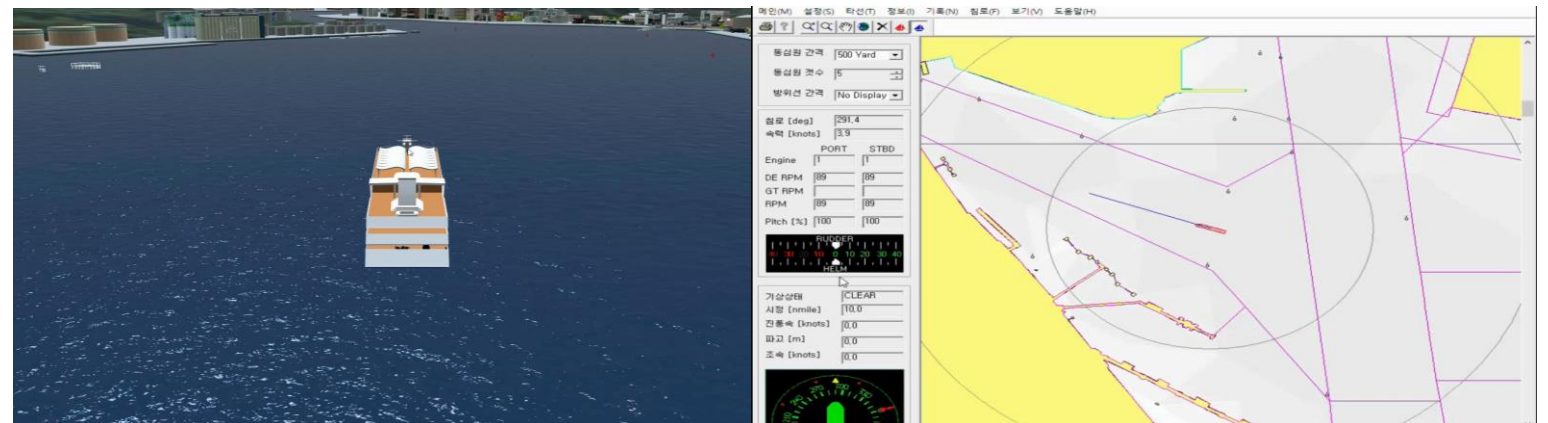 메인(M) 설정(S) 타선(T) 정보(I) 기록(N) 침로(F) 보기(V) 도움말(H)
동심원 간격 500 Yard
동심원 갯수 5
방위선 간격 No Display
침로 [deg] 291,4
속력 [knots] 3,9
PORT STBD
Engine 1 1
DE RPM 89 89
GT RPM
RPM 89 89
Pitch [%] 100 100
RUDDER
10 0 10 20 30 40
HELM
기상상태 CLEAR
시정 [nmile] 10,0
진풍속 [knots] 0,0
파고 [m] 0,0
조속 [knots] 0,0